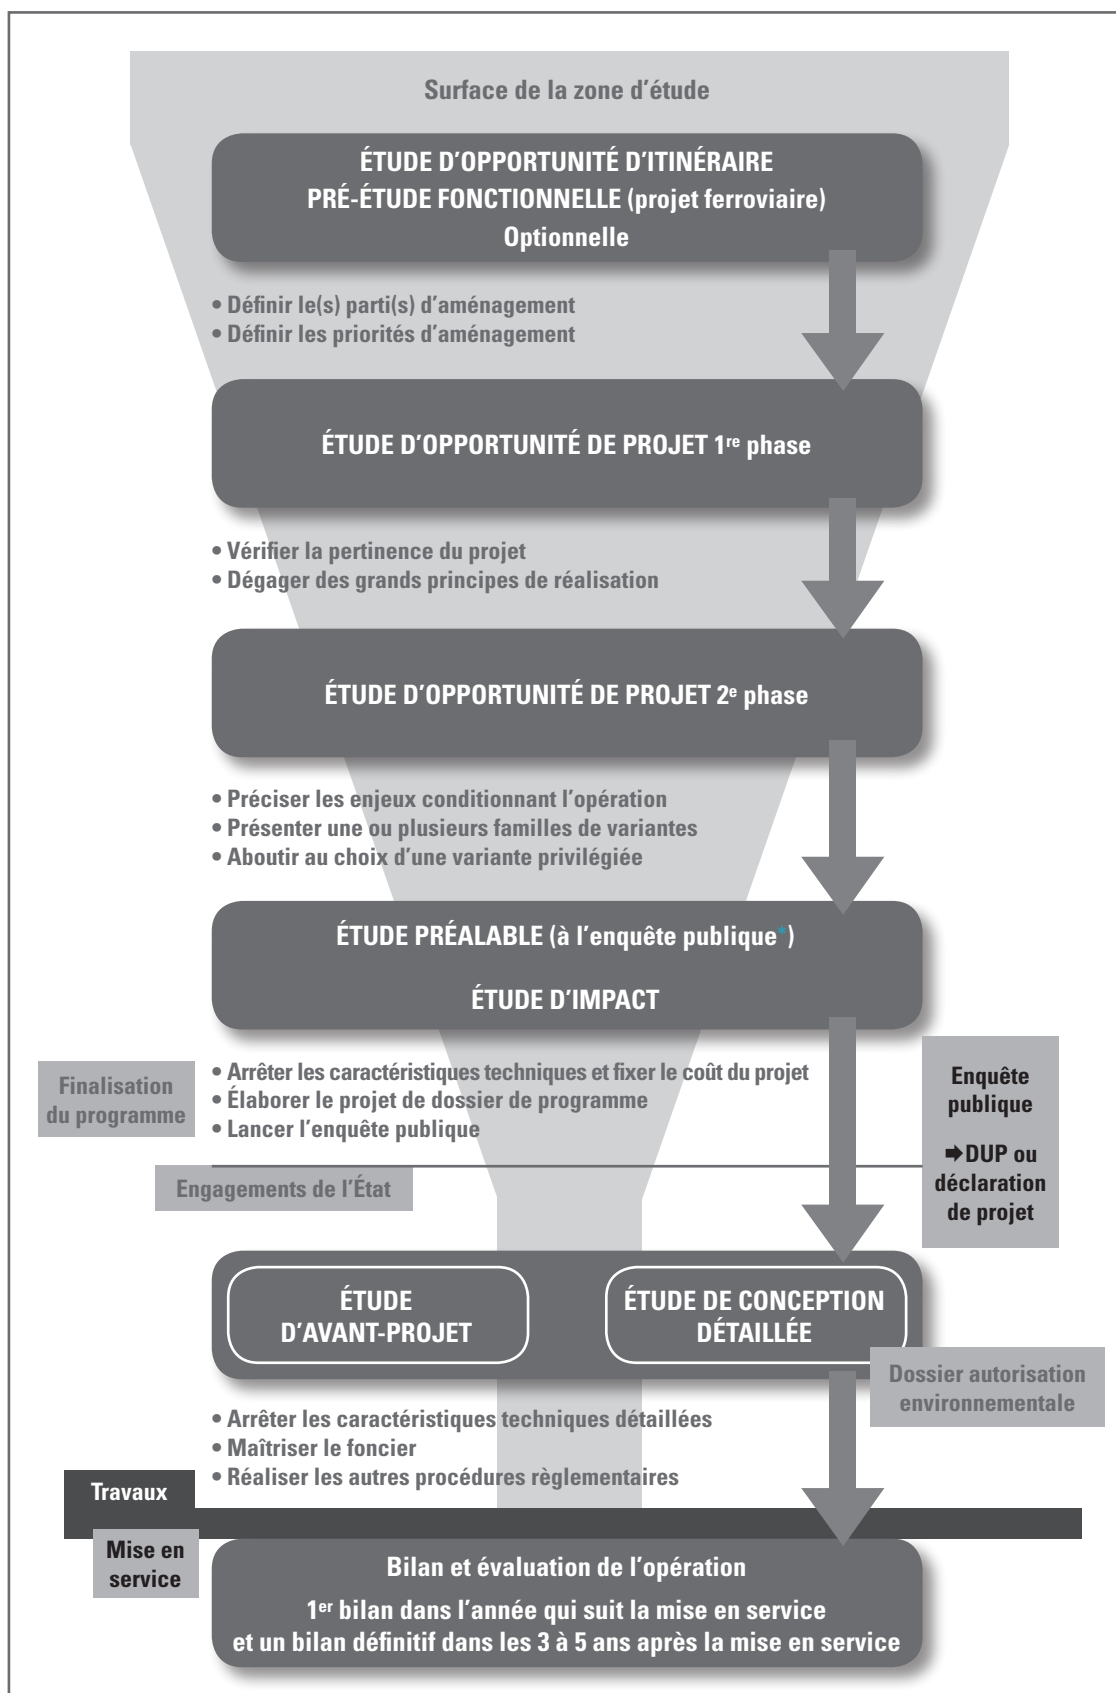 Surface de la zone d’étude
ÉTUDE D’OPPORTUNITÉ D’ITINÉRAIRE
PRÉ-ÉTUDE FONCTIONNELLE (projet ferroviaire)
Optionnelle
• Définir le(s) parti(s) d’aménagement
• Définir les priorités d’aménagement
ÉTUDE D’OPPORTUNITÉ DE PROJET 1re phase
• Vérifier la pertinence du projet
• Dégager des grands principes de réalisation
ÉTUDE D’OPPORTUNITÉ DE PROJET 2e phase
• Préciser les enjeux conditionnant l’opération
• Présenter une ou plusieurs familles de variantes
• Aboutir au choix d’une variante privilégiée
ÉTUDE PRÉALABLE (à l’enquête publique*)
ÉTUDE D’IMPACT
Finalisation
du programme
• Arrêter les caractéristiques techniques et fixer le coût du projet
• Élaborer le projet de dossier de programme
• Lancer l’enquête publique
Enquête
publique
➡DUP ou
déclaration
de projet
Engagements de l’État
ÉTUDE
D’AVANT-PROJET
ÉTUDE DE CONCEPTION
DÉTAILLÉE
Dossier autorisation
environnementale
• Arrêter les caractéristiques techniques détaillées
• Maîtriser le foncier
• Réaliser les autres procédures règlementaires
Travaux
Mise en
service
Bilan et évaluation de l’opération
1er bilan dans l’année qui suit la mise en service
et un bilan définitif dans les 3 à 5 ans après la mise en service